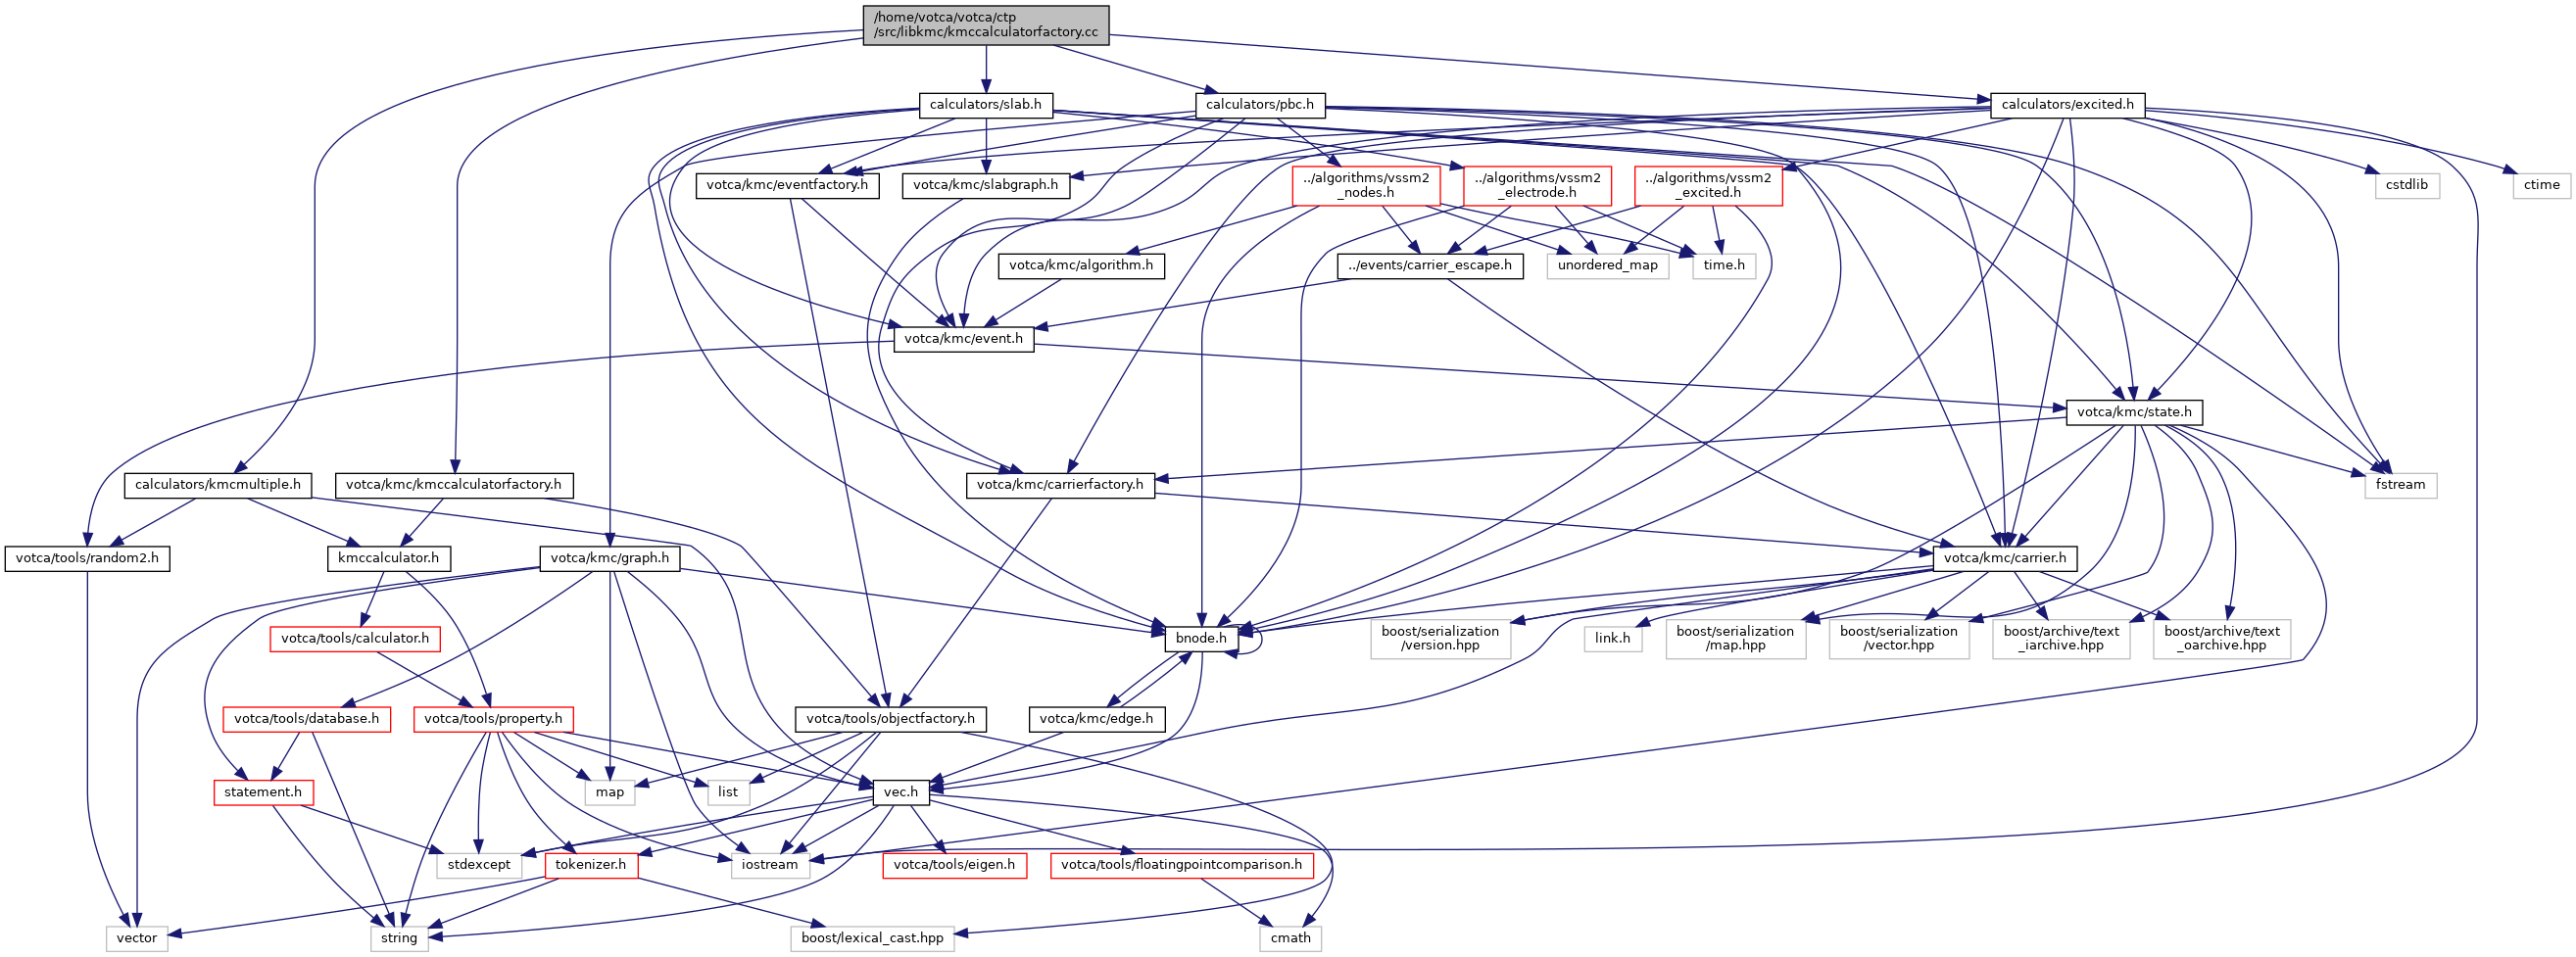 /home/votca/votca/ctp
/src/libkmc/kmccalculatorfactory.cc
calculators/slab.h
calculators/pbc.h
calculators/excited.h
votca/kmc/eventfactory.h
votca/kmc/slabgraph.h
../algorithms/vssm2
_nodes.h
../algorithms/vssm2
_electrode.h
../algorithms/vssm2
_excited.h
cstdlib
ctime
votca/kmc/algorithm.h
../events/carrier_escape.h
unordered_map
time.h
votca/kmc/event.h
votca/kmc/state.h
calculators/kmcmultiple.h
votca/kmc/kmccalculatorfactory.h
votca/kmc/carrierfactory.h
fstream
votca/tools/random2.h
kmccalculator.h
votca/kmc/graph.h
votca/kmc/carrier.h
votca/tools/calculator.h
bnode.h
boost/serialization
/version.hpp
link.h
boost/serialization
/map.hpp
boost/serialization
/vector.hpp
boost/archive/text
_iarchive.hpp
boost/archive/text
_oarchive.hpp
votca/tools/database.h
votca/tools/property.h
votca/tools/objectfactory.h
votca/kmc/edge.h
statement.h
map
list
vec.h
stdexcept
tokenizer.h
iostream
votca/tools/eigen.h
votca/tools/floatingpointcomparison.h
vector
string
boost/lexical_cast.hpp
cmath